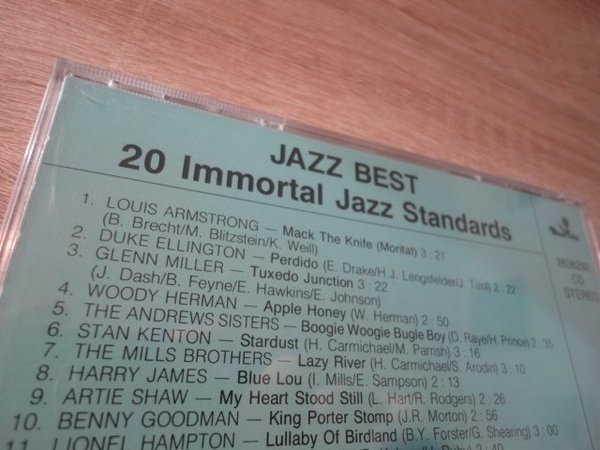 JAZZ BEST
20 Immortal Jazz Standards
1. LOUIS ARMSTRONG — Mack The Knife (Moritat) 3 : 21
(B. Brecht/M. Blitzstein/K. Weill)
2. DUKE ELLINGTON — Perdido (E. Drake/H.J. Lengsfelder/J. Tizol) 2 : 22
3. GLENN MILLER — Tuxedo Junction 3 : 22
(J. Dash/B. Feyne/E. Hawkins/E. Johnson)
4. WOODY HERMAN — Apple Honey (W. Herman) 2 : 50
5. THE ANDREWS SISTERS — Boogie Woogie Bugle Boy (D. Raye/H. Prince) 2 : 35
6. STAN KENTON — Stardust (H. Carmichael/M. Parrish) 3 : 16
7. THE MILLS BROTHERS — Lazy River (H. Carmichael/S. Arodin) 3 : 10
8. HARRY JAMES — Blue Lou (I. Mills/E. Sampson) 2 : 13
9. ARTIE SHAW — My Heart Stood Still (L. Hart/R. Rodgers) 2 : 26
10. BENNY GOODMAN — King Porter Stomp (J.R. Morton) 2 : 56
11. LIONEL HAMPTON — Lullaby Of Birdland (B.Y. Forster/G. Shearing) 3 : 00
CD
STEREO